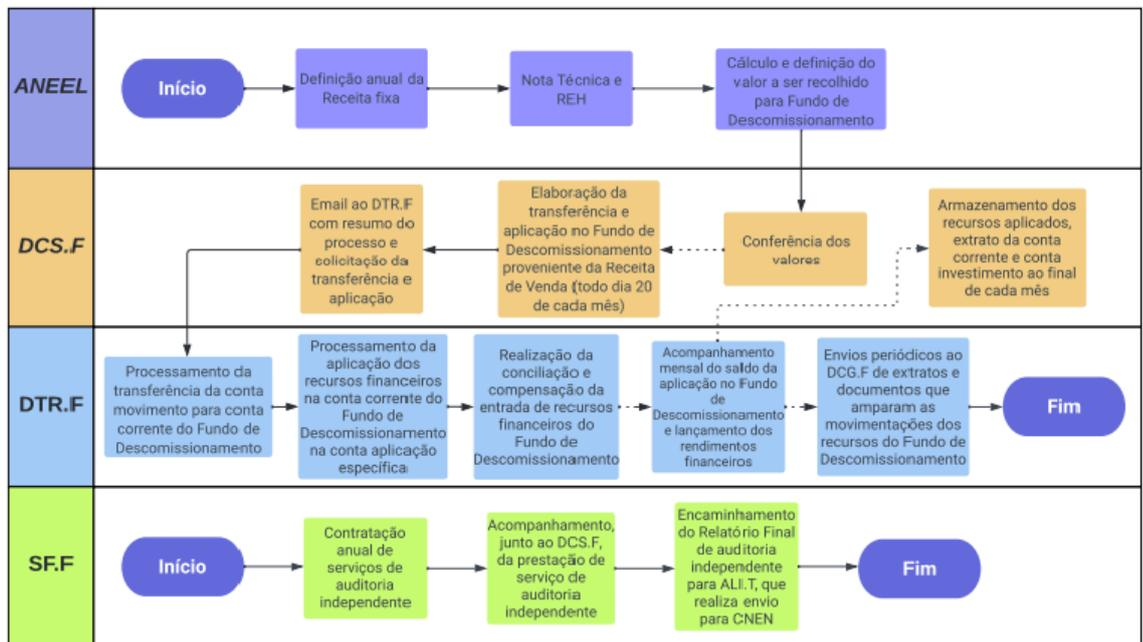 ANEEL
Início
Definição anual da
Receita fixa
Nota Técnica e
REH
Cálculo e definição do
valor a ser recolhido
para Fundo de
Descomissionamento
DCS.F
Email ao DTR.F
com resumo do
processo e
solicitação da
transferência e
aplicação
Elaboração da
transferência e
aplicação no Fundo de
Descomissionamento
proveniente da Receita
de Venda (todo dia 20
de cada mês)
Conferência dos
valores
Armazenamento dos
recursos aplicados,
extrato da conta
corrente e conta
investimento ao final
de cada mês
DTR.F
Processamento da
transferência da conta
movimento para conta
corrente do Fundo de
Descomissionamento
Processamento da
aplicação dos
recursos financeiros
na conta corrente do
Fundo de
Descomissionamento
na conta aplicação
específica
Realização da
conciliação e
compensação da
entrada de recursos
financeiros do
Fundo de
Descomissionamento
Acompanhamento
mensal do saldo da
aplicação no Fundo
de
Descomissionamento
e lançamento dos
rendimentos
financeiros
Envios periódicos ao
DCG.F de extratos e
documentos que
amparam as
movimentações dos
recursos do Fundo de
Descomissionamento
Fim
SF.F
Início
Contratação
anual de
serviços de
auditoria
independente
Acompanhamento,
junto ao DCS.F,
da prestação de
serviço de
auditoria
independente
Encaminhamento
do Relatório Final
de auditoria
independente
para ALI.T, que
realiza envio
para CNEN
Fim